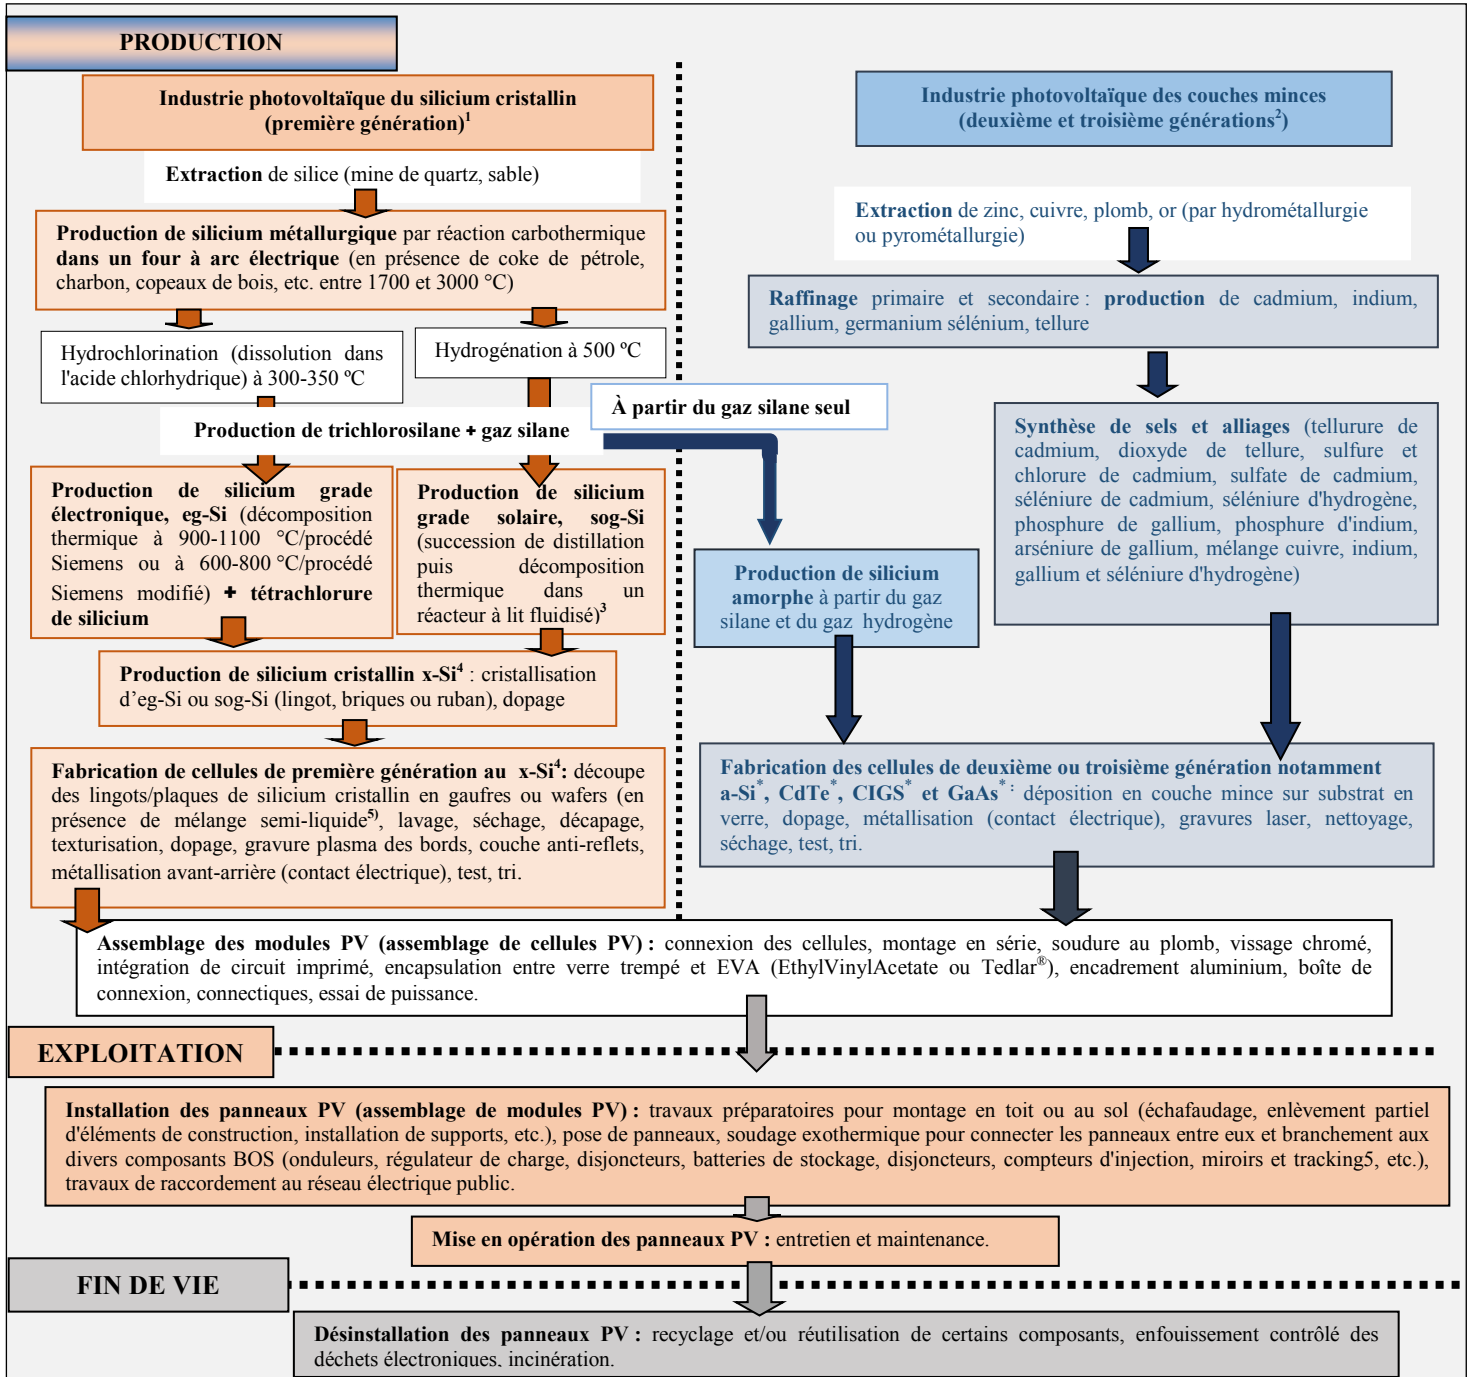 PRODUCTION
Industrie photovoltaïque du silicium cristallin
(première génération)1
Extraction de silice (mine de quartz, sable)
Production de silicium métallurgique par réaction carbothermique
dans un four à arc électrique (en présence de coke de pétrole,
charbon, copeaux de bois, etc. entre 1700 et 3000 °C)
Hydrochlorination (dissolution dans
l'acide chlorhydrique) à 300-350 ºC
Hydrogénation à 500 ºC
Production de trichlorosilane + gaz silane
À partir du gaz silane seul
Production de silicium grade
électronique, eg-Si (décomposition
thermique à 900-1100 °C/procédé
Siemens ou à 600-800 °C/procédé
Siemens modifié) + tétrachlorure
de silicium
Production de silicium
grade solaire, sog-Si
(succession de distillation
puis décomposition
thermique dans un
réacteur à lit fluidisé)3
Production de silicium cristallin x-Si4 : cristallisation
d’eg-Si ou sog-Si (lingot, briques ou ruban), dopage
Fabrication de cellules de première génération au x-Si4: découpe
des lingots/plaques de silicium cristallin en gaufres ou wafers (en
présence de mélange semi-liquide5), lavage, séchage, décapage,
texturisation, dopage, gravure plasma des bords, couche anti-reflets,
métallisation avant-arrière (contact électrique), test, tri.
Industrie photovoltaïque des couches minces
(deuxième et troisième générations2)
Extraction de zinc, cuivre, plomb, or (par hydrométallurgie
ou pyrométallurgie)
Raffinage primaire et secondaire : production de cadmium, indium,
gallium, germanium sélénium, tellure
Synthèse de sels et alliages (tellurure de
cadmium, dioxyde de tellure, sulfure et
chlorure de cadmium, sulfate de cadmium,
séléniure de cadmium, séléniure d'hydrogène,
phosphure de gallium, phosphure d'indium,
arséniure de gallium, mélange cuivre, indium,
gallium et séléniure d'hydrogène)
Production de silicium
amorphe à partir du gaz
silane et du gaz hydrogène
Fabrication des cellules de deuxième ou troisième génération notamment
a-Si*, CdTe*, CIGS* et GaAs* : déposition en couche mince sur substrat en
verre, dopage, métallisation (contact électrique), gravures laser, nettoyage,
séchage, test, tri.
Assemblage des modules PV (assemblage de cellules PV) : connexion des cellules, montage en série, soudure au plomb, vissage chromé,
intégration de circuit imprimé, encapsulation entre verre trempé et EVA (EthylVinylAcetate ou Tedlar®), encadrement aluminium, boîte de
connexion, connectiques, essai de puissance.
EXPLOITATION
Installation des panneaux PV (assemblage de modules PV) : travaux préparatoires pour montage en toit ou au sol (échafaudage, enlèvement partiel
d'éléments de construction, installation de supports, etc.), pose de panneaux, soudage exothermique pour connecter les panneaux entre eux et branchement aux
divers composants BOS (onduleurs, régulateur de charge, disjoncteurs, batteries de stockage, disjoncteurs, compteurs d'injection, miroirs et tracking5, etc.),
travaux de raccordement au réseau électrique public.
Mise en opération des panneaux PV : entretien et maintenance.
FIN DE VIE
Désinstallation des panneaux PV : recyclage et/ou réutilisation de certains composants, enfouissement contrôlé des
déchets électroniques, incinération.